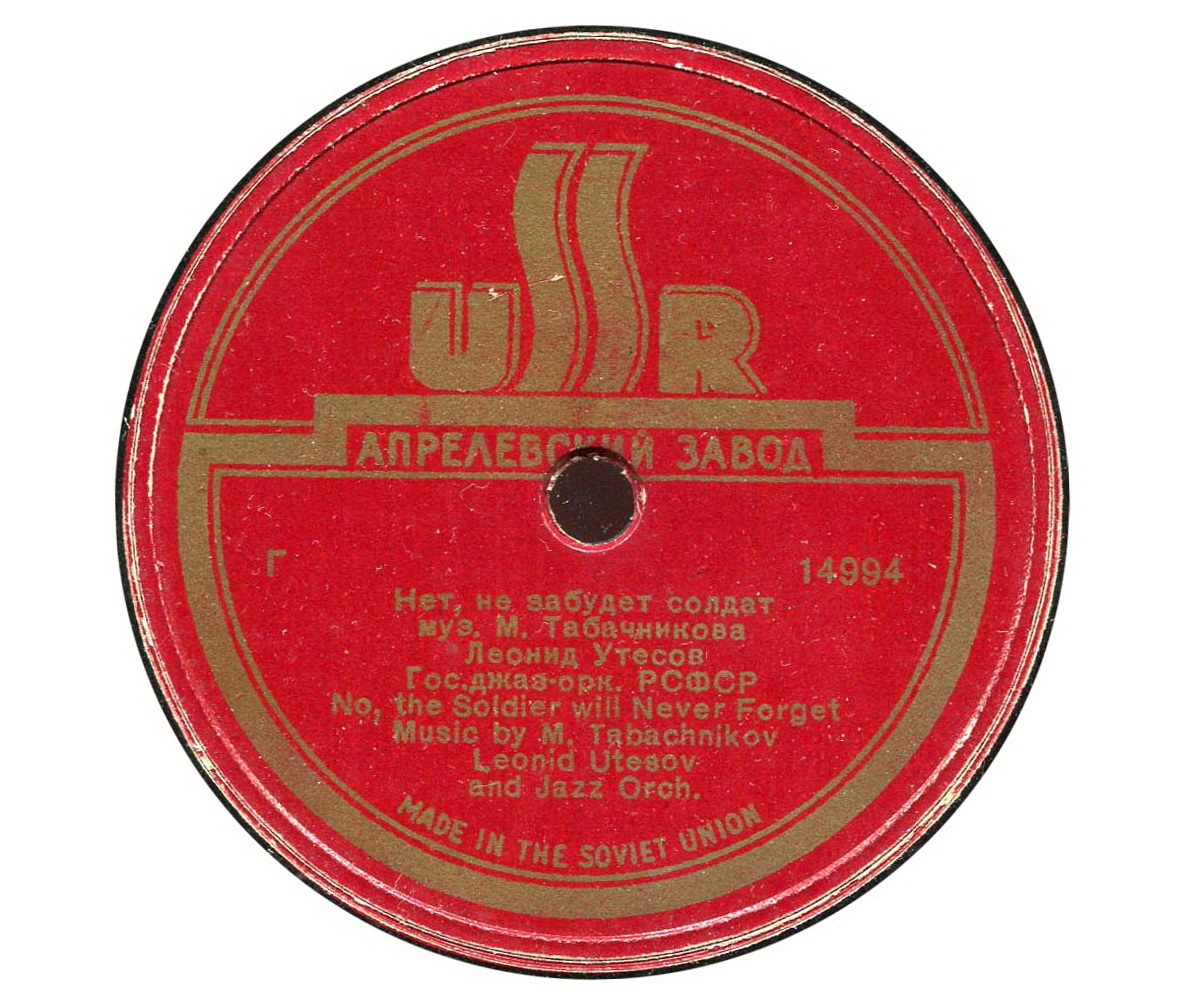 USSR
АПРЕЛЕВСКИЙ ЗАВОД
Г 14994
Нет, не забудет солдат
муз. М. Табачникова
Леонид Утесов
Гос.джаз-орк. РСФСР
No, the Soldier will Never Forget
Music by M. Tabachnikov
Leonid Utesov
and Jazz Orch.
MADE IN THE SOVIET UNION